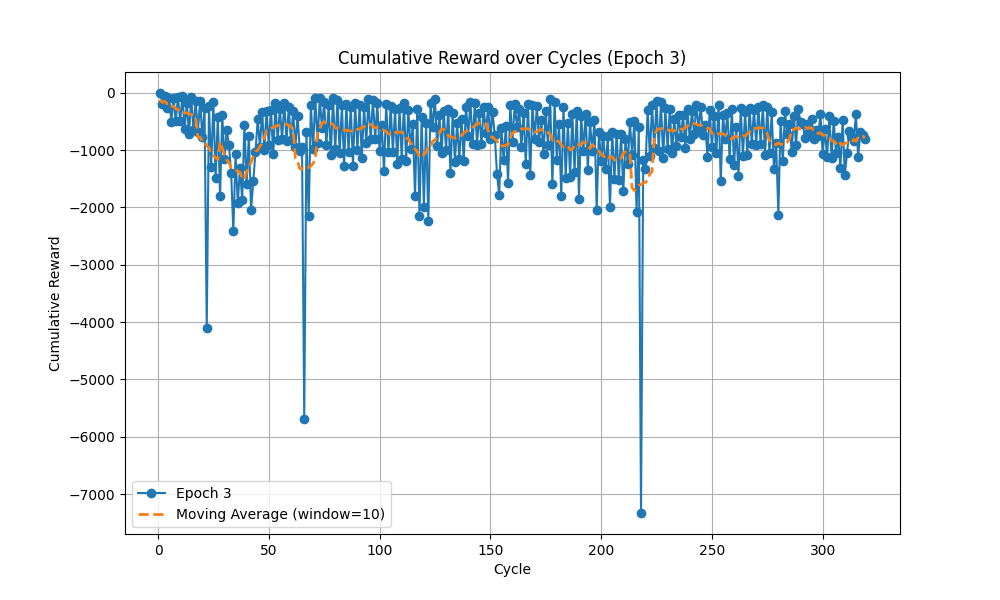 Cumulative Reward over Cycles (Epoch 3)
Cumulative Reward
0
−1000
−2000
−3000
−4000
−5000
−6000
−7000
Epoch 3
Moving Average (window=10)
0 50 100 150 200 250 300
Cycle